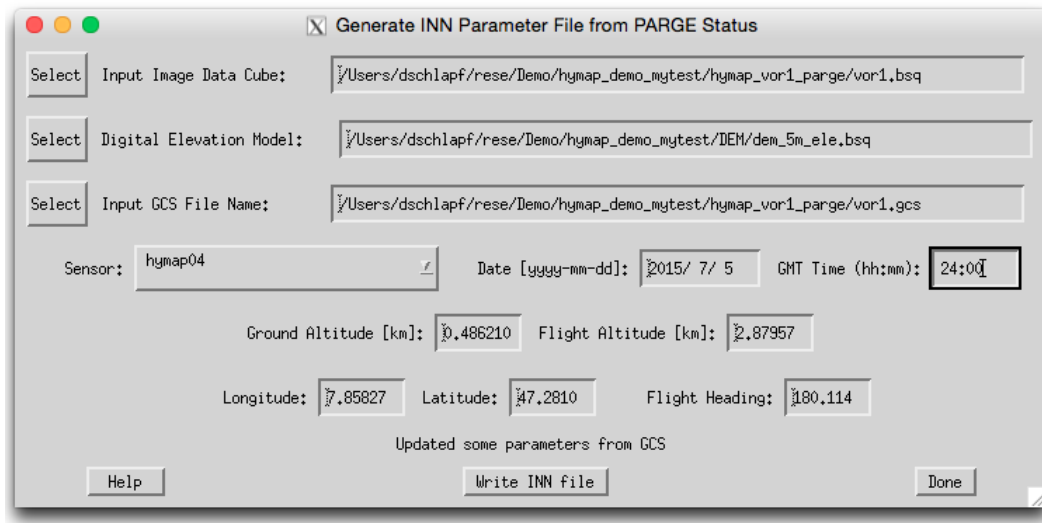 Generate INN Parameter File from PARGE Status
Select Input Image Data Cube: /Users/dschlapf/rese/Demo/hymap_demo_mytest/hymap_vor1_parge/vor1.bsq
Select Digital Elevation Model: /Users/dschlapf/rese/Demo/hymap_demo_mytest/DEM/dem_5m_ele.bsq
Select Input GCS File Name: /Users/dschlapf/rese/Demo/hymap_demo_mytest/hymap_vor1_parge/vor1.gcs
Sensor: hymap04 Date [yyyy-mm-dd]: 2015/ 7/ 5 GMT Time (hh:mm): 24:00
Ground Altitude [km]: 0.486210 Flight Altitude [km]: 2.87957
Longitude: 7.85827 Latitude: 47.2810 Flight Heading: 180.114
Updated some parameters from GCS
Help Write INN file Done